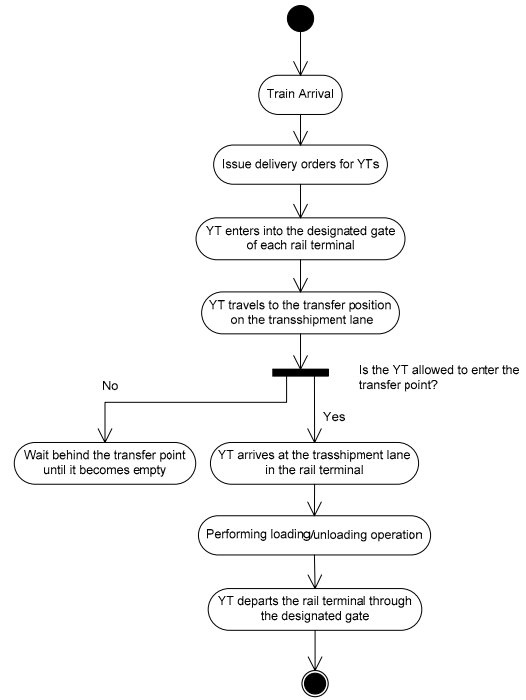 Train Arrival
Issue delivery orders for YTs
YT enters into the designated gate
of each rail terminal
YT travels to the transfer position
on the transshipment lane
Is the YT allowed to enter the
transfer point?
No
Yes
Wait behind the transfer point
until it becomes empty
YT arrives at the trasshipment lane
in the rail terminal
Performing loading/unloading operation
YT departs the rail terminal through
the designated gate